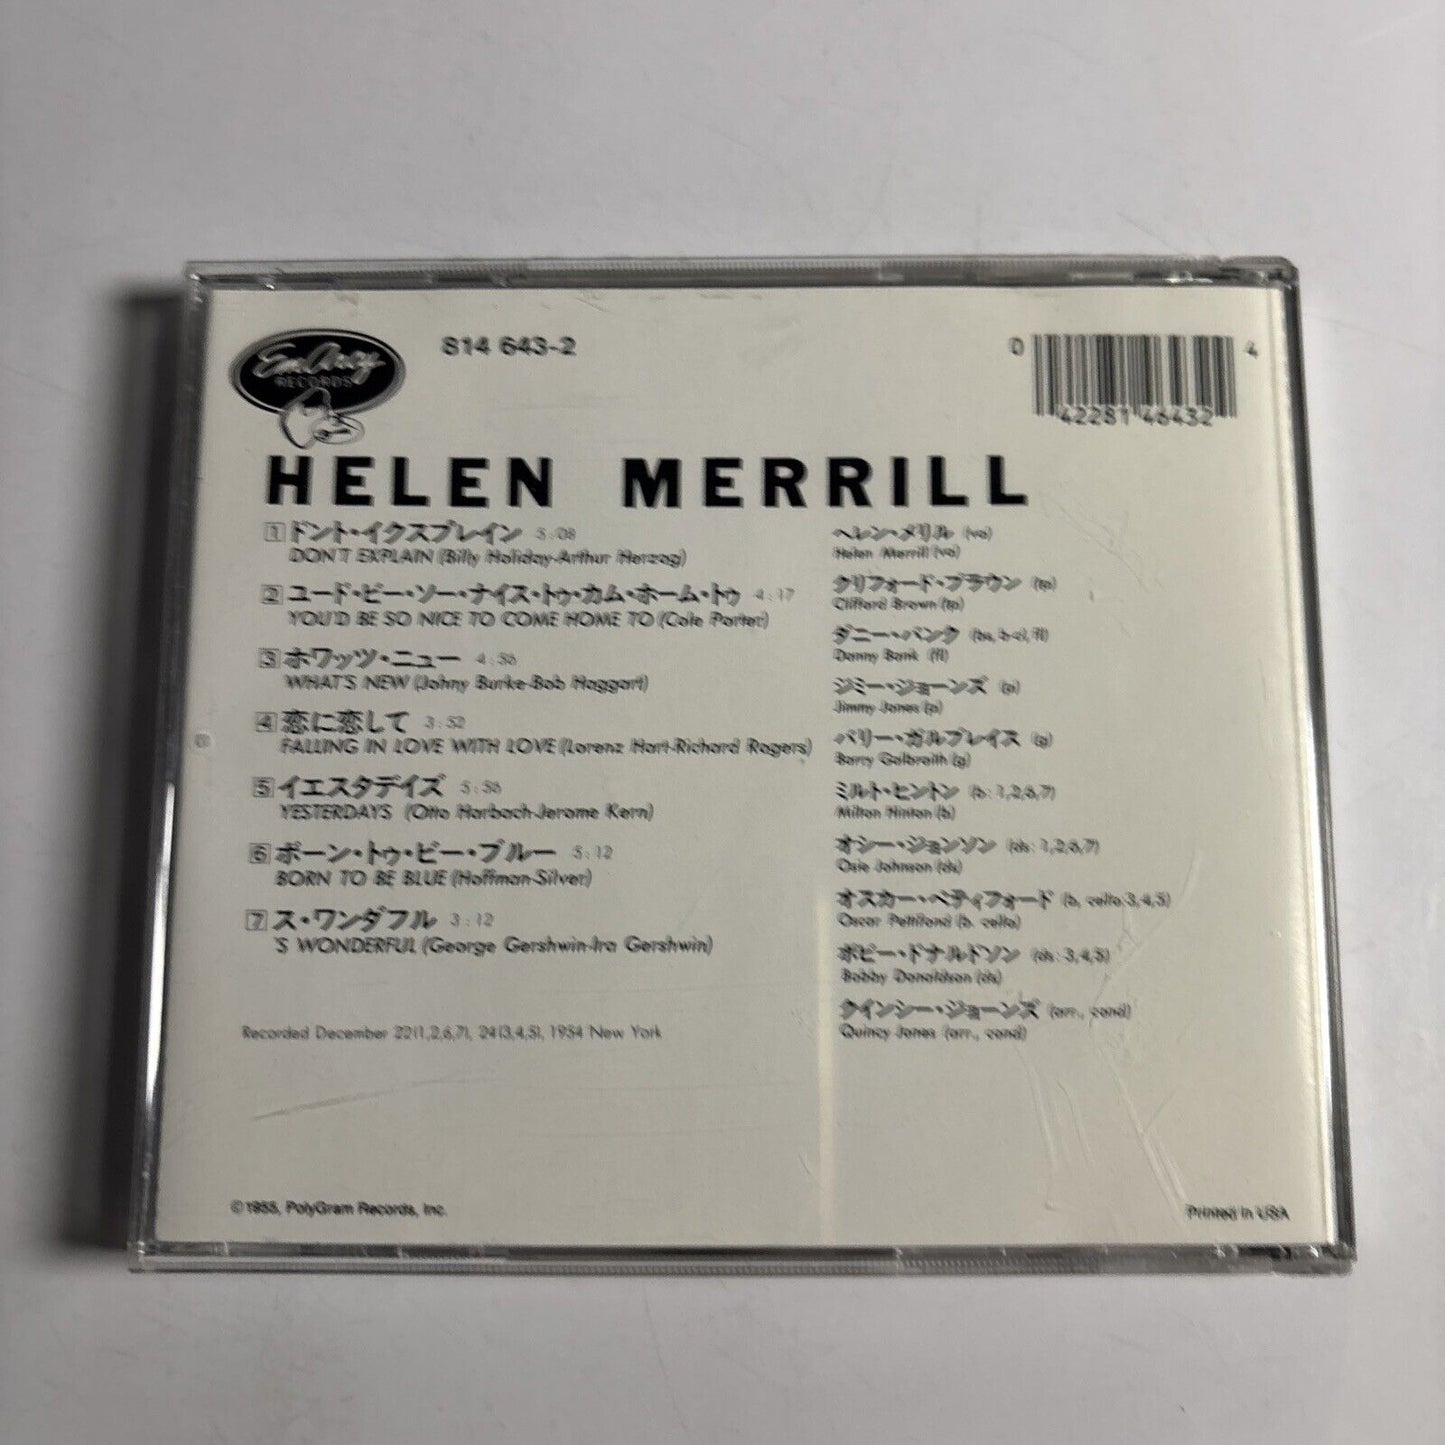 EmArcy
RECORDS
814 643-2
0 42281 46432 4
HELEN MERRILL
1 ドント・イクスプレイン 5:08
DON'T EXPLAIN (Billy Holiday-Arthur Herzog)
2 ユード・ビー・ソー・ナイス・トゥ・カム・ホーム・トゥ 4:17
YOU'D BE SO NICE TO COME HOME TO (Cole Porter)
3 ホワッツ・ニュー 4:56
WHAT'S NEW (Johny Burke-Bob Haggart)
4 恋に恋して 3:52
FALLING IN LOVE WITH LOVE (Lorenz Hart-Richard Rogers)
5 イエスタデイズ 5:56
YESTERDAYS (Otto Harbach-Jerome Kern)
6 ボーン・トゥ・ビー・ブルー 5:12
BORN TO BE BLUE (Hoffman-Silver)
7 ス・ワンダフル 3:12
'S WONDERFUL (George Gershwin-Ira Gershwin)
Recorded December 22(1,2,6,7), 24(3,4,5), 1954 New York
ヘレン・メリル (vo)
Helen Merrill (vo)
クリフォード・ブラウン (tp)
Clifford Brown (tp)
ダニー・バンク (bs, b-cl, fl)
Danny Bank (fl)
ジミー・ジョーンズ (p)
Jimmy Jones (p)
バリー・ガルブレイス (g)
Barry Galbraith (g)
ミルト・ヒントン (b: 1,2,6,7)
Milton Hinton (b)
オシー・ジョンソン (ds: 1,2,6,7)
Osie Johnson (ds)
オスカー・ペティフォード (b, cello 3,4,5)
Oscar Pettiford (b. cello)
ボビー・ドナルドソン (ds: 3,4,5)
Bobby Donaldson (ds)
クインシー・ジョーンズ (arr., cond)
Quincy Jones (arr., cond)
©1955, PolyGram Records, Inc.
Printed in USA